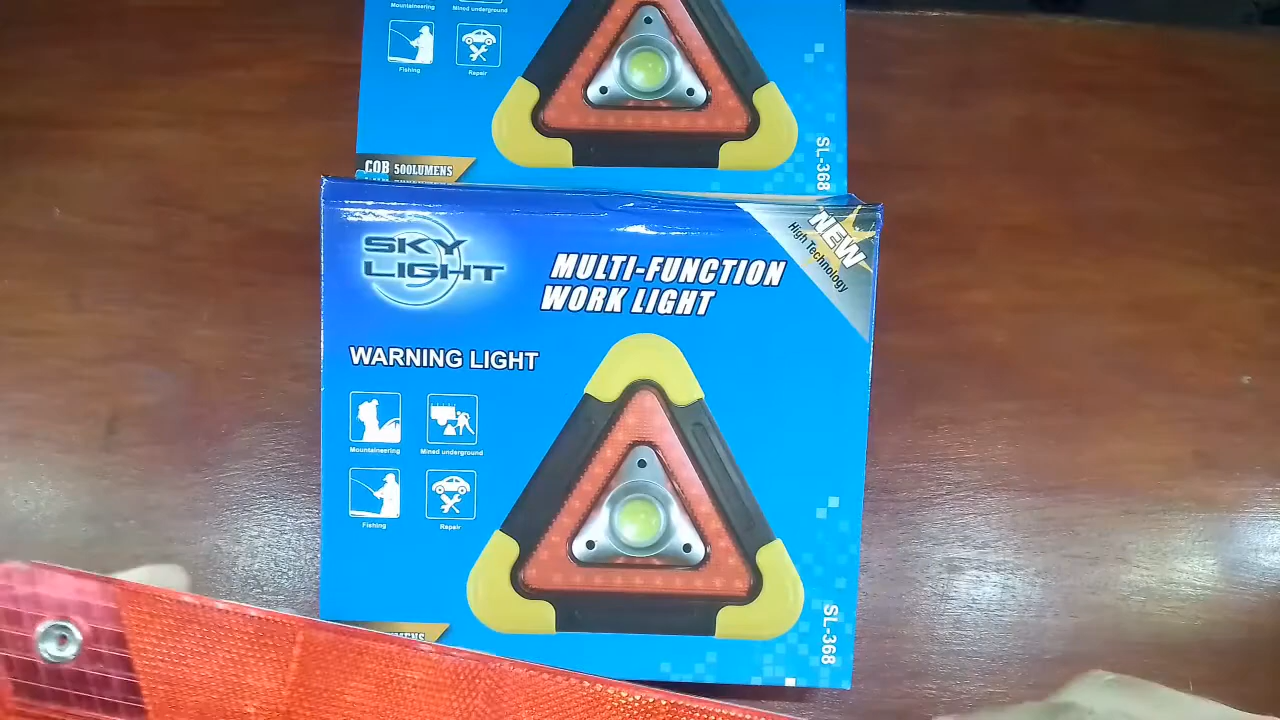 Mountaineering
Mined underground
Fishing
Repair
COB 500LUMENS
SL-368
SKY
LIGHT
MULTI-FUNCTION
WORK LIGHT
NEW
High Technology
WARNING LIGHT
Mountaineering
Mined underground
Fishing
Repair
SL-368